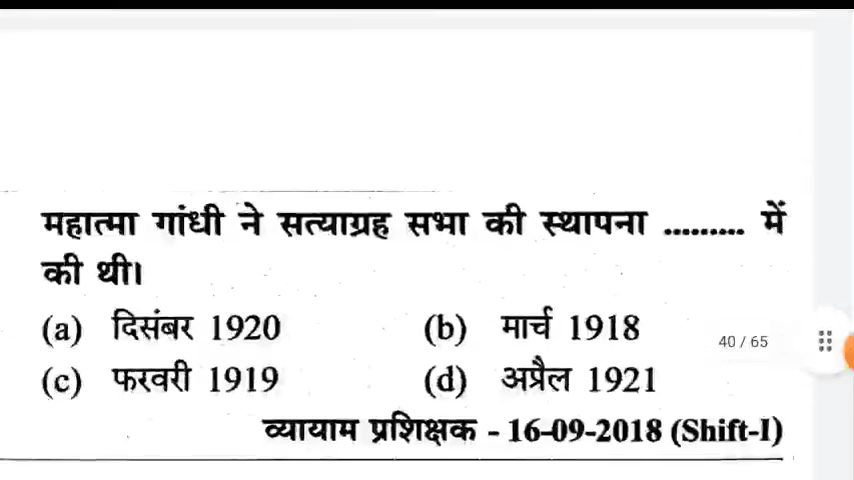 महात्मा गांधी ने सत्याग्रह सभा की स्थापना ......... में
की थी।
(a) दिसंबर 1920 (b) मार्च 1918
40 / 65
(c) फरवरी 1919 (d) अप्रैल 1921
व्यायाम प्रशिक्षक - 16-09-2018 (Shift-I)